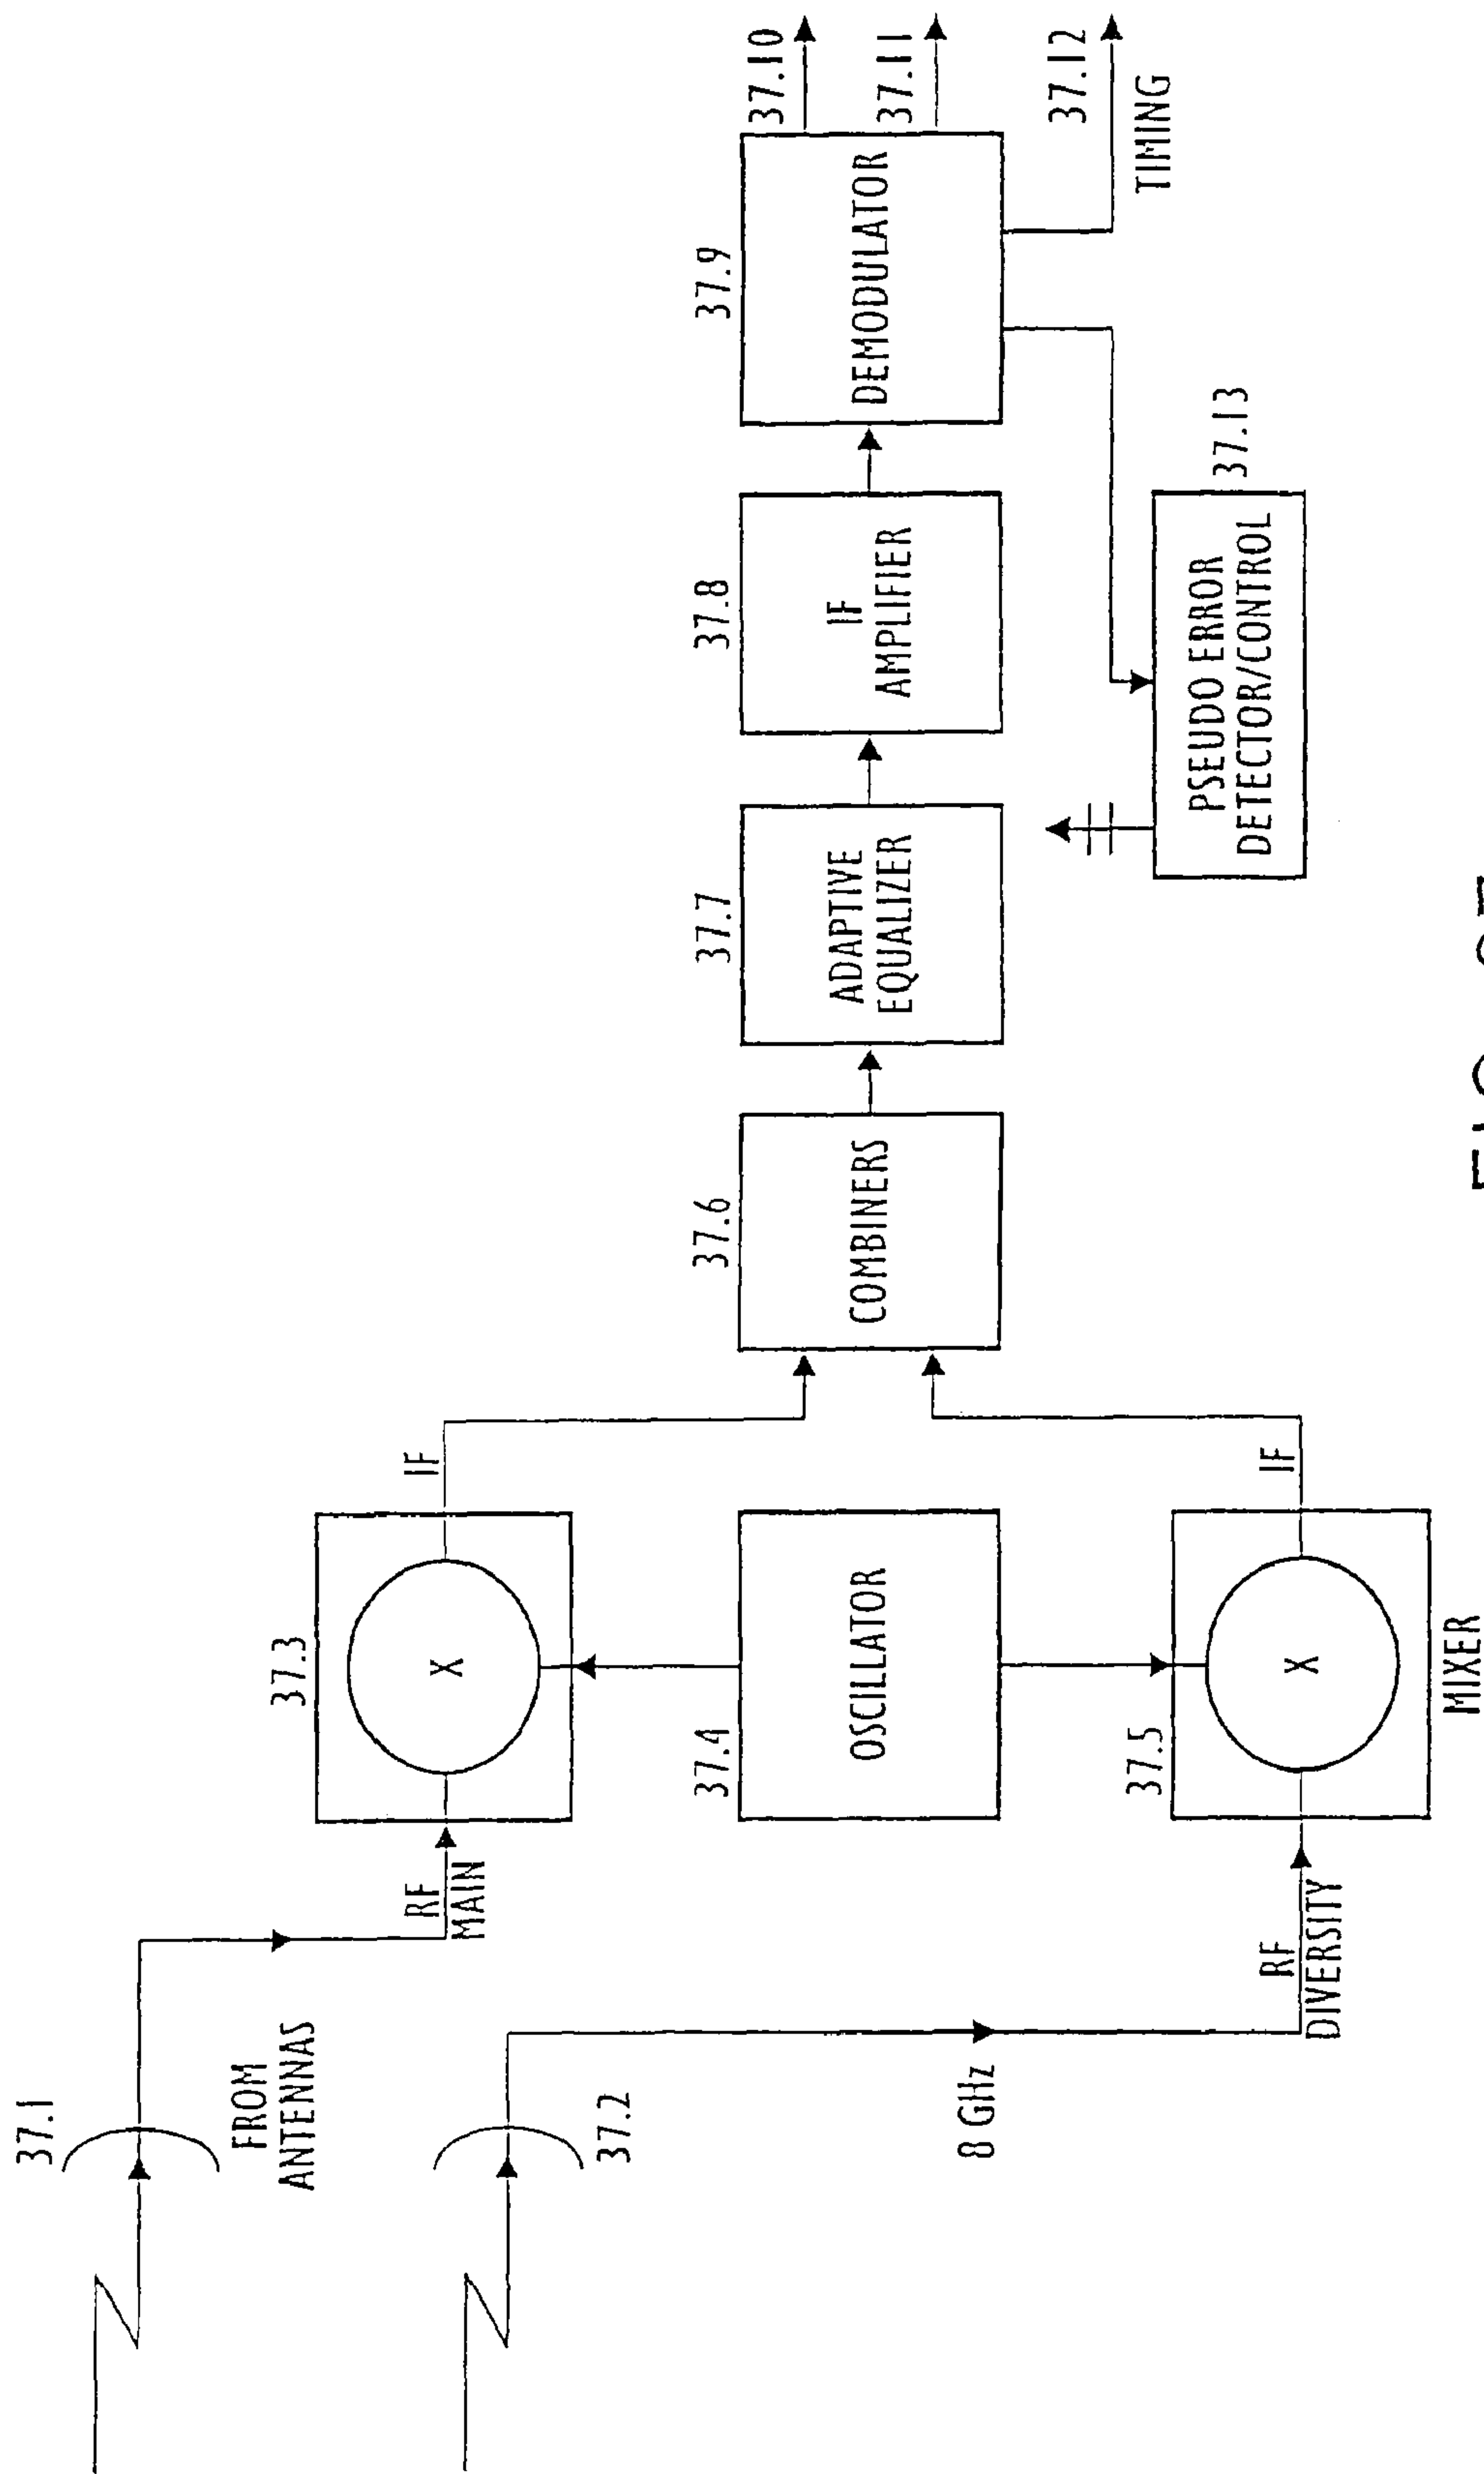 37.1
FROM
ANTENNAS
37.2
8 GHz
RF
MAIN
RF
DIVERSITY
37.3
X
37.4
OSCILLATOR
37.5
X
MIXER
IF
IF
37.6
COMBINERS
37.7
ADAPTIVE
EQUALIZER
37.8
IF
AMPLIFIER
37.9
DEMODULATOR
37.10
37.11
37.12
TIMING
37.13
PSEUDO ERROR
DETECTOR/CONTROL